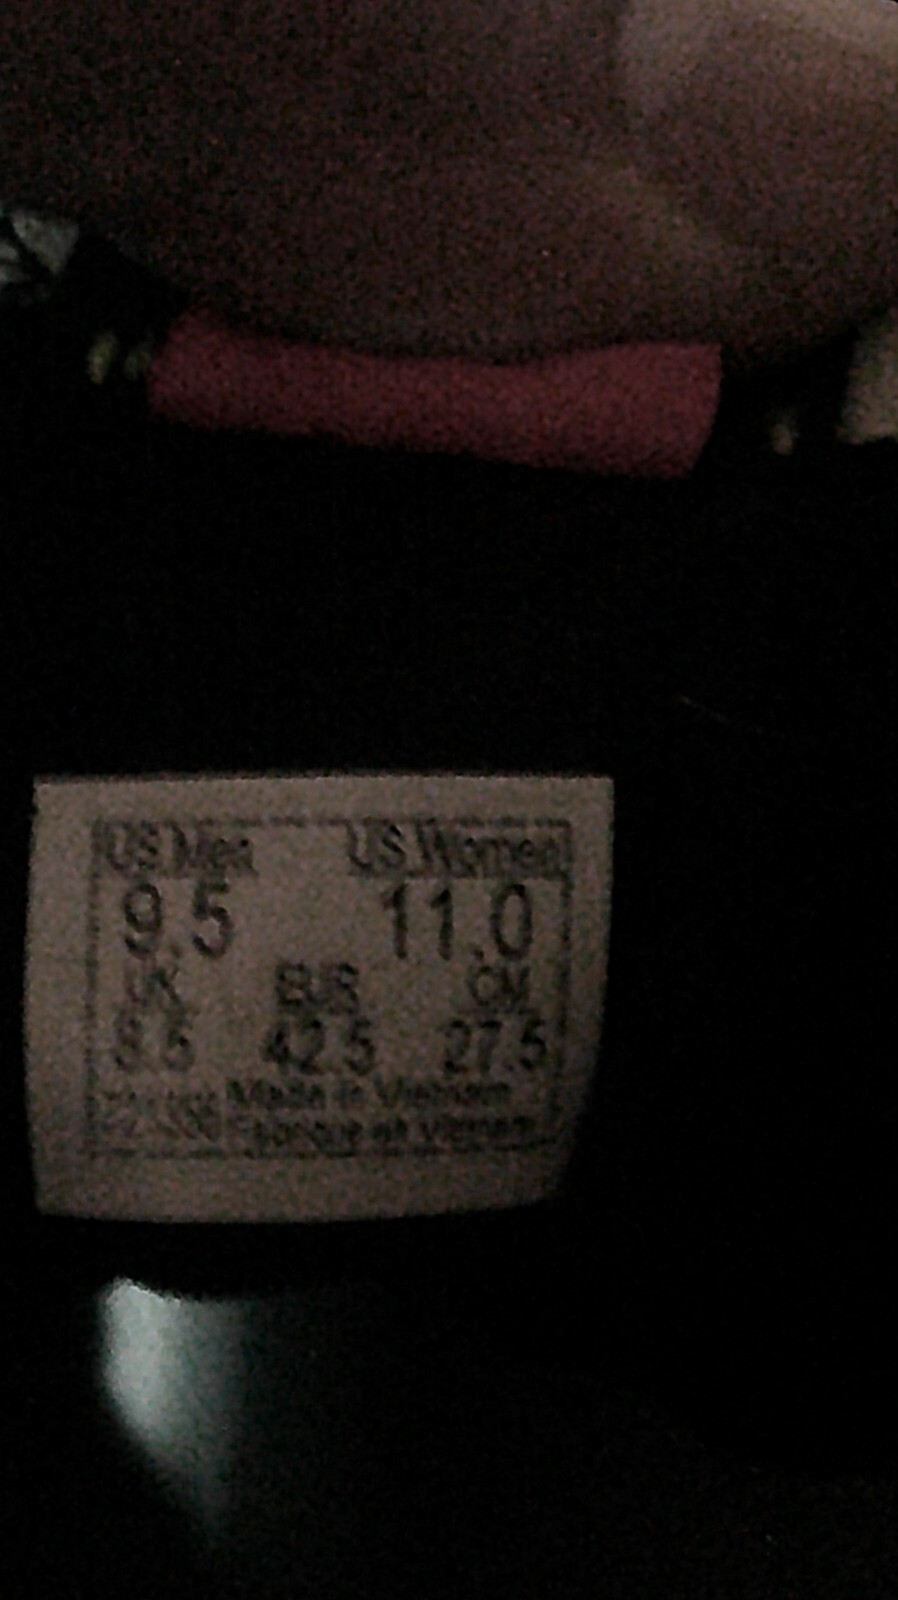 US Men US Women
9.5 11.0
UK EUR CM
8.5 42.5 27.5
Made in Vietnam
Fabriqué en Vietnam